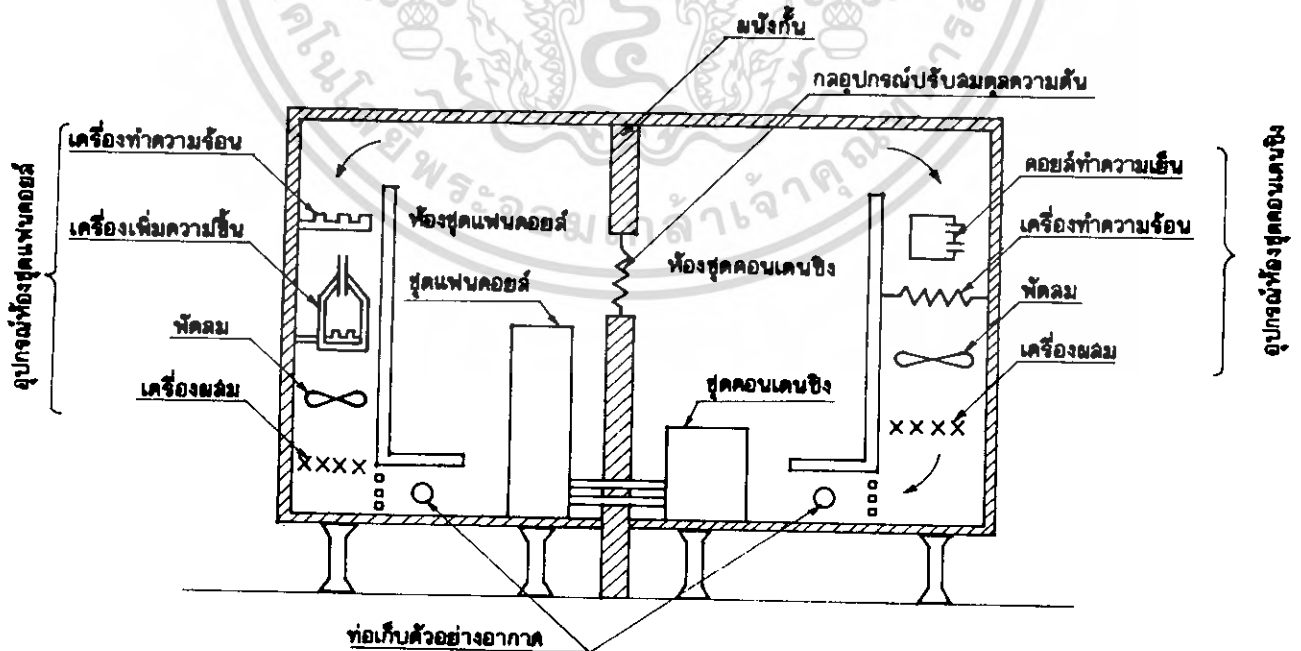 ผนังกั้น
กลอุปกรณ์ปรับสมดุลความดัน
เครื่องทำความร้อน
คอยล์ทำความเย็น
ห้องชุดแฟนคอยล์
เครื่องทำความร้อน
เครื่องเพิ่มความชื้น
ห้องชุดคอนเดนซิง
ชุดแฟนคอยล์
พัดลม
พัดลม
เครื่องผสม
เครื่องผสม
ชุดคอนเดนซิง
ท่อเก็บตัวอย่างอากาศ
อุปกรณ์ห้องชุดแฟนคอยล์
อุปกรณ์ห้องชุดคอนเดนซิง